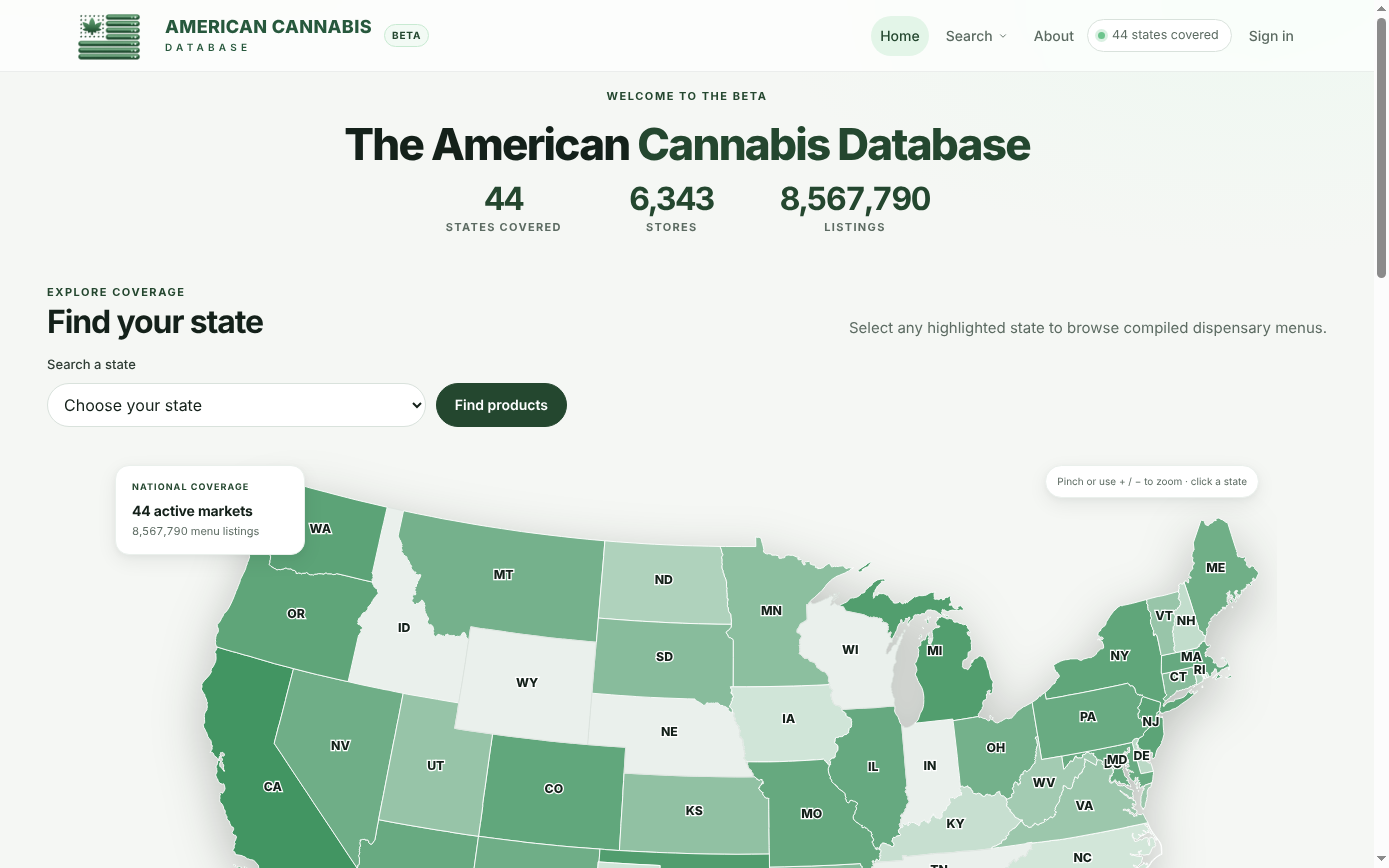 AMERICAN CANNABIS
DATABASE
BETA
Home
Search
About
44 states covered
Sign in
WELCOME TO THE BETA
The American Cannabis Database
44
STATES COVERED
6,343
STORES
8,567,790
LISTINGS
EXPLORE COVERAGE
Find your state
Select any highlighted state to browse compiled dispensary menus.
Search a state
Choose your state
Find products
NATIONAL COVERAGE
44 active markets
8,567,790 menu listings
Pinch or use + / − to zoom · click a state
WA
MT
ND
ME
OR
ID
MN
VT
NH
SD
WI
MI
NY
MA
RI
WY
CT
IA
PA
NJ
NE
NV
OH
UT
IL
IN
MD
DE
CA
CO
WV
KS
MO
VA
KY
NC